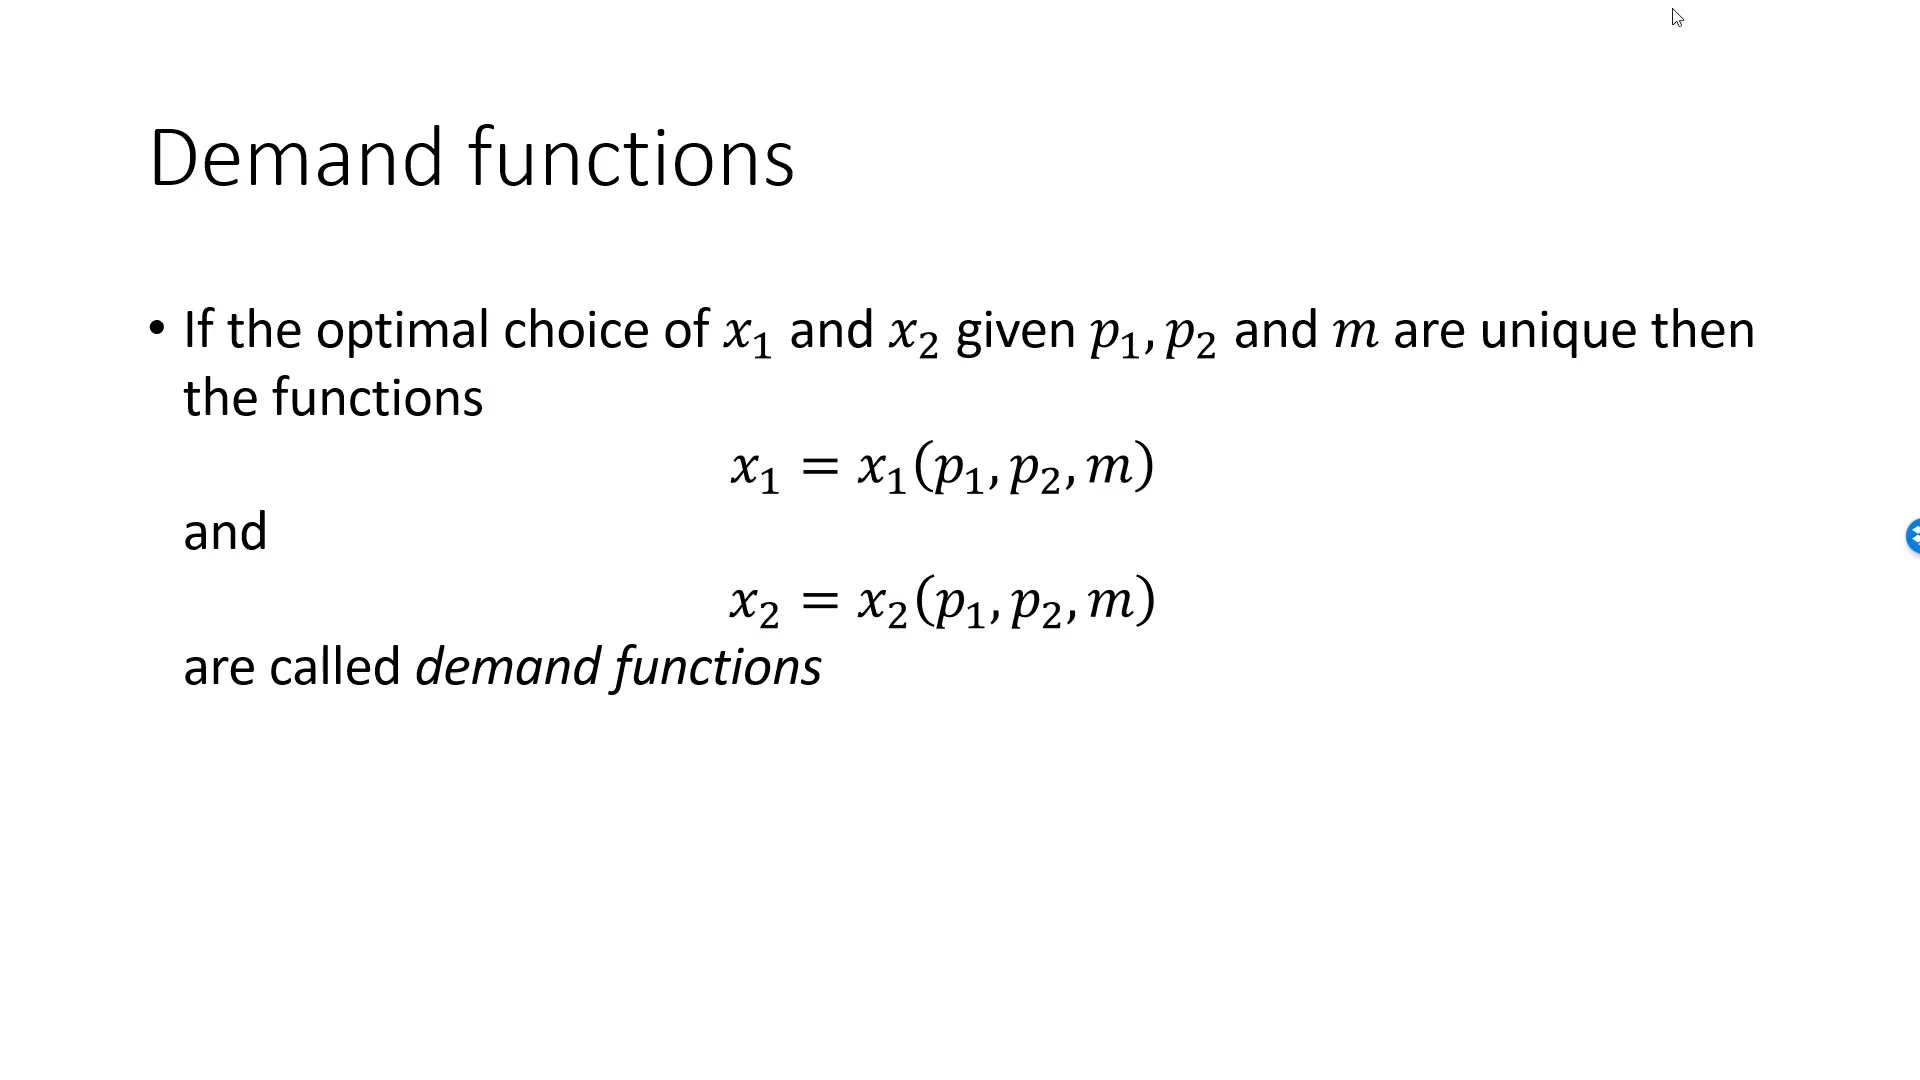 Demand functions
• If the optimal choice of 𝑥₁ and 𝑥₂ given 𝑝₁, 𝑝₂ and 𝑚 are unique then
the functions
𝑥₁ = 𝑥₁(𝑝₁, 𝑝₂, 𝑚)
and
𝑥₂ = 𝑥₂(𝑝₁, 𝑝₂, 𝑚)
are called demand functions